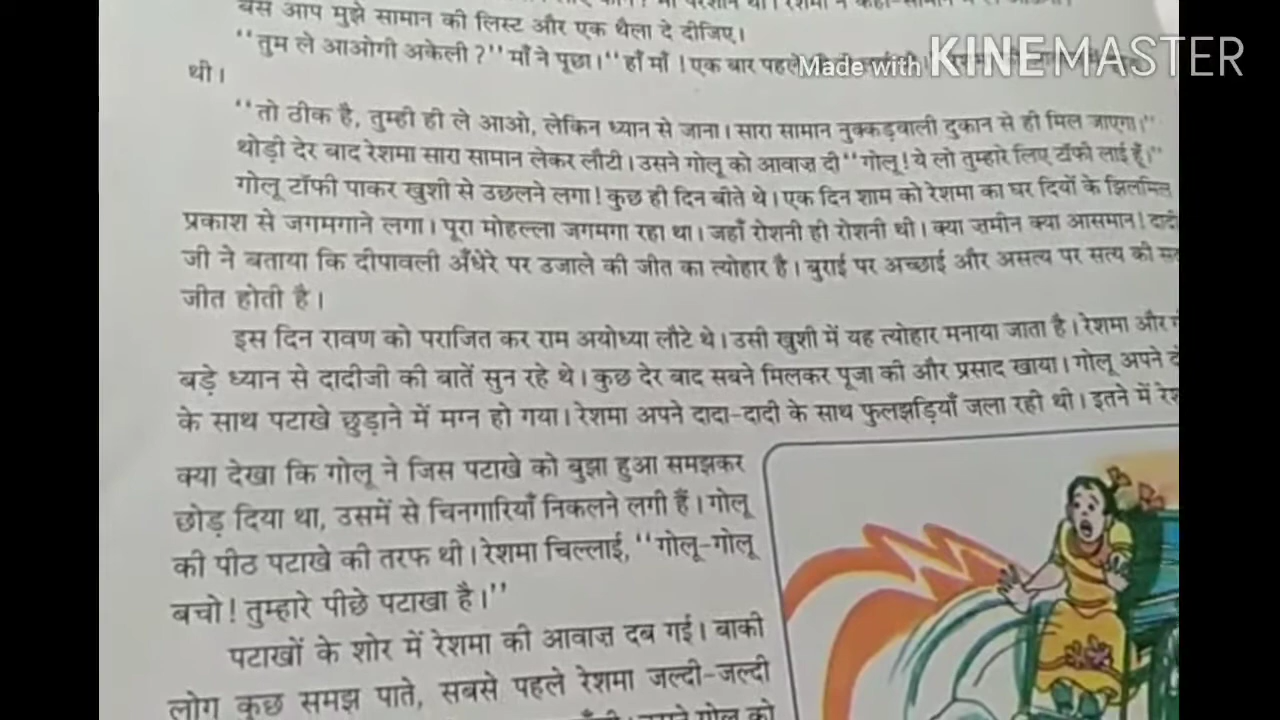 बस आप मुझे सामान की लिस्ट और एक थैला दे दीजिए।
“तुम ले आओगी अकेली ?” माँ ने पूछा। “हाँ माँ ! एक बार पहले
Made with KINEMASTER
थी।
“तो ठीक है, तुम्ही ही ले आओ, लेकिन ध्यान से जाना। सारा सामान नुक्कड़वाली दुकान से ही मिल जाएगा।”
थोड़ी देर बाद रेशमा सारा सामान लेकर लौटी। उसने गोलू को आवाज़ दी “गोलू ! ये लो तुम्हारे लिए टॉफी लाई हूँ।”
गोलू टॉफी पाकर खुशी से उछलने लगा ! कुछ ही दिन बीते थे। एक दिन शाम को रेशमा का घर दियों के झिलमिल
प्रकाश से जगमगाने लगा। पूरा मोहल्ला जगमगा रहा था। जहाँ रोशनी ही रोशनी थी। क्या ज़मीन क्या आसमान ! दादी
जी ने बताया कि दीपावली अँधेरे पर उजाले की जीत का त्योहार है। बुराई पर अच्छाई और असत्य पर सत्य की
जीत होती है।
इस दिन रावण को पराजित कर राम अयोध्या लौटे थे। उसी खुशी में यह त्योहार मनाया जाता है। रेशमा और
बड़े ध्यान से दादीजी की बातें सुन रहे थे। कुछ देर बाद सबने मिलकर पूजा की और प्रसाद खाया। गोलू अपने
के साथ पटाखे छुड़ाने में मग्न हो गया। रेशमा अपने दादा-दादी के साथ फुलझड़ियाँ जला रही थी। इतने में
क्या देखा कि गोलू ने जिस पटाखे को बुझा हुआ समझकर
छोड़ दिया था, उसमें से चिनगारियाँ निकलने लगी हैं। गोलू
की पीठ पटाखे की तरफ थी। रेशमा चिल्लाई, “गोलू-गोलू
बचो ! तुम्हारे पीछे पटाखा है।”
पटाखों के शोर में रेशमा की आवाज़ दब गई। बाकी
लोग कुछ समझ पाते, सबसे पहले रेशमा जल्दी-जल्दी
गोलू को